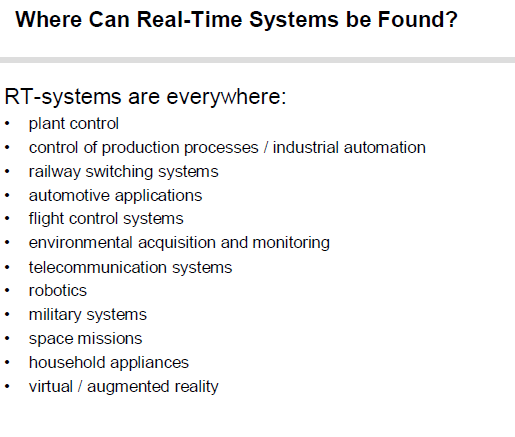 Where Can Real-Time Systems be Found?
RT-systems are everywhere:
• plant control
• control of production processes / industrial automation
• railway switching systems
• automotive applications
• flight control systems
• environmental acquisition and monitoring
• telecommunication systems
• robotics
• military systems
• space missions
• household appliances
• virtual / augmented reality